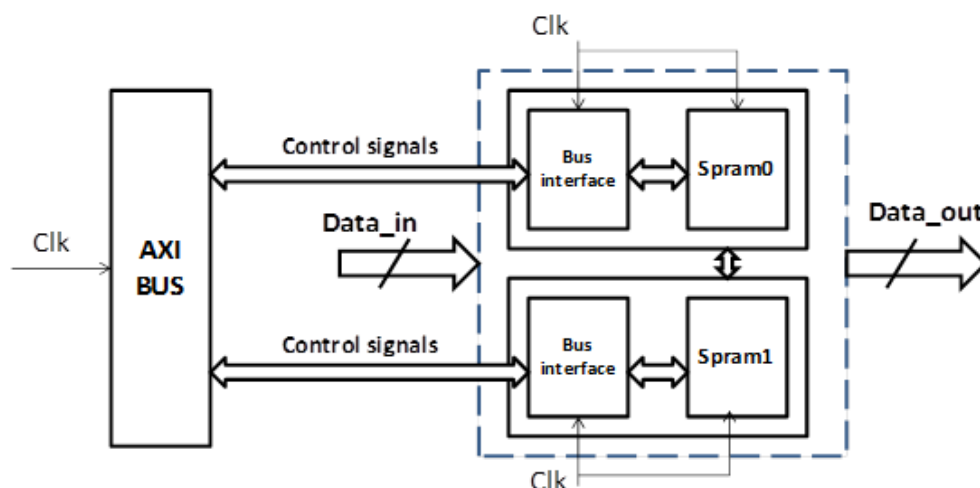 Clk
Control signals
Bus
interface
Spram0
Data_in
Data_out
Clk
AXI
BUS
Control signals
Bus
interface
Spram1
Clk